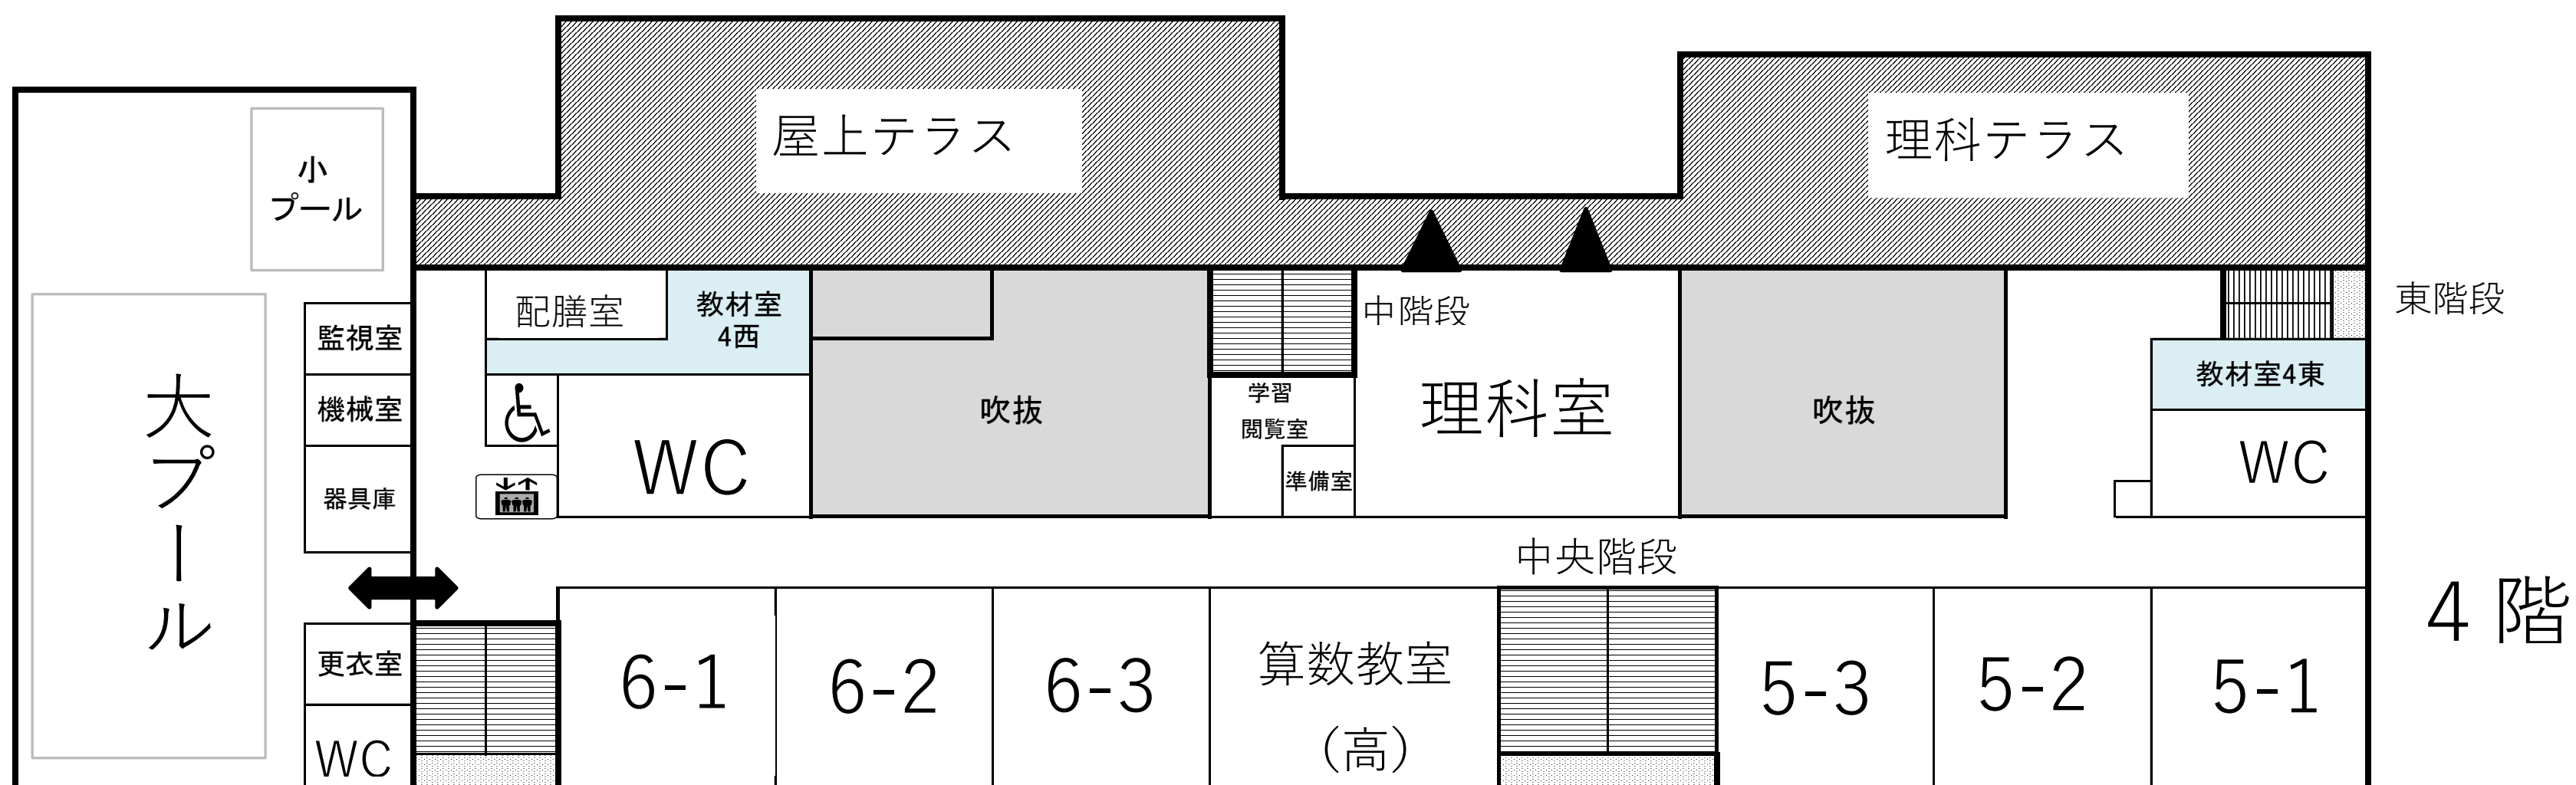 屋上テラス
理科テラス
小
プール
大プール
監視室
機械室
器具庫
更衣室
WC
配膳室
教材室
4西
WC
吹抜
中階段
学習
閲覧室
準備室
理科室
吹抜
東階段
教材室4東
WC
中央階段
4階
6-1
6-2
6-3
算数教室
（高）
5-3
5-2
5-1